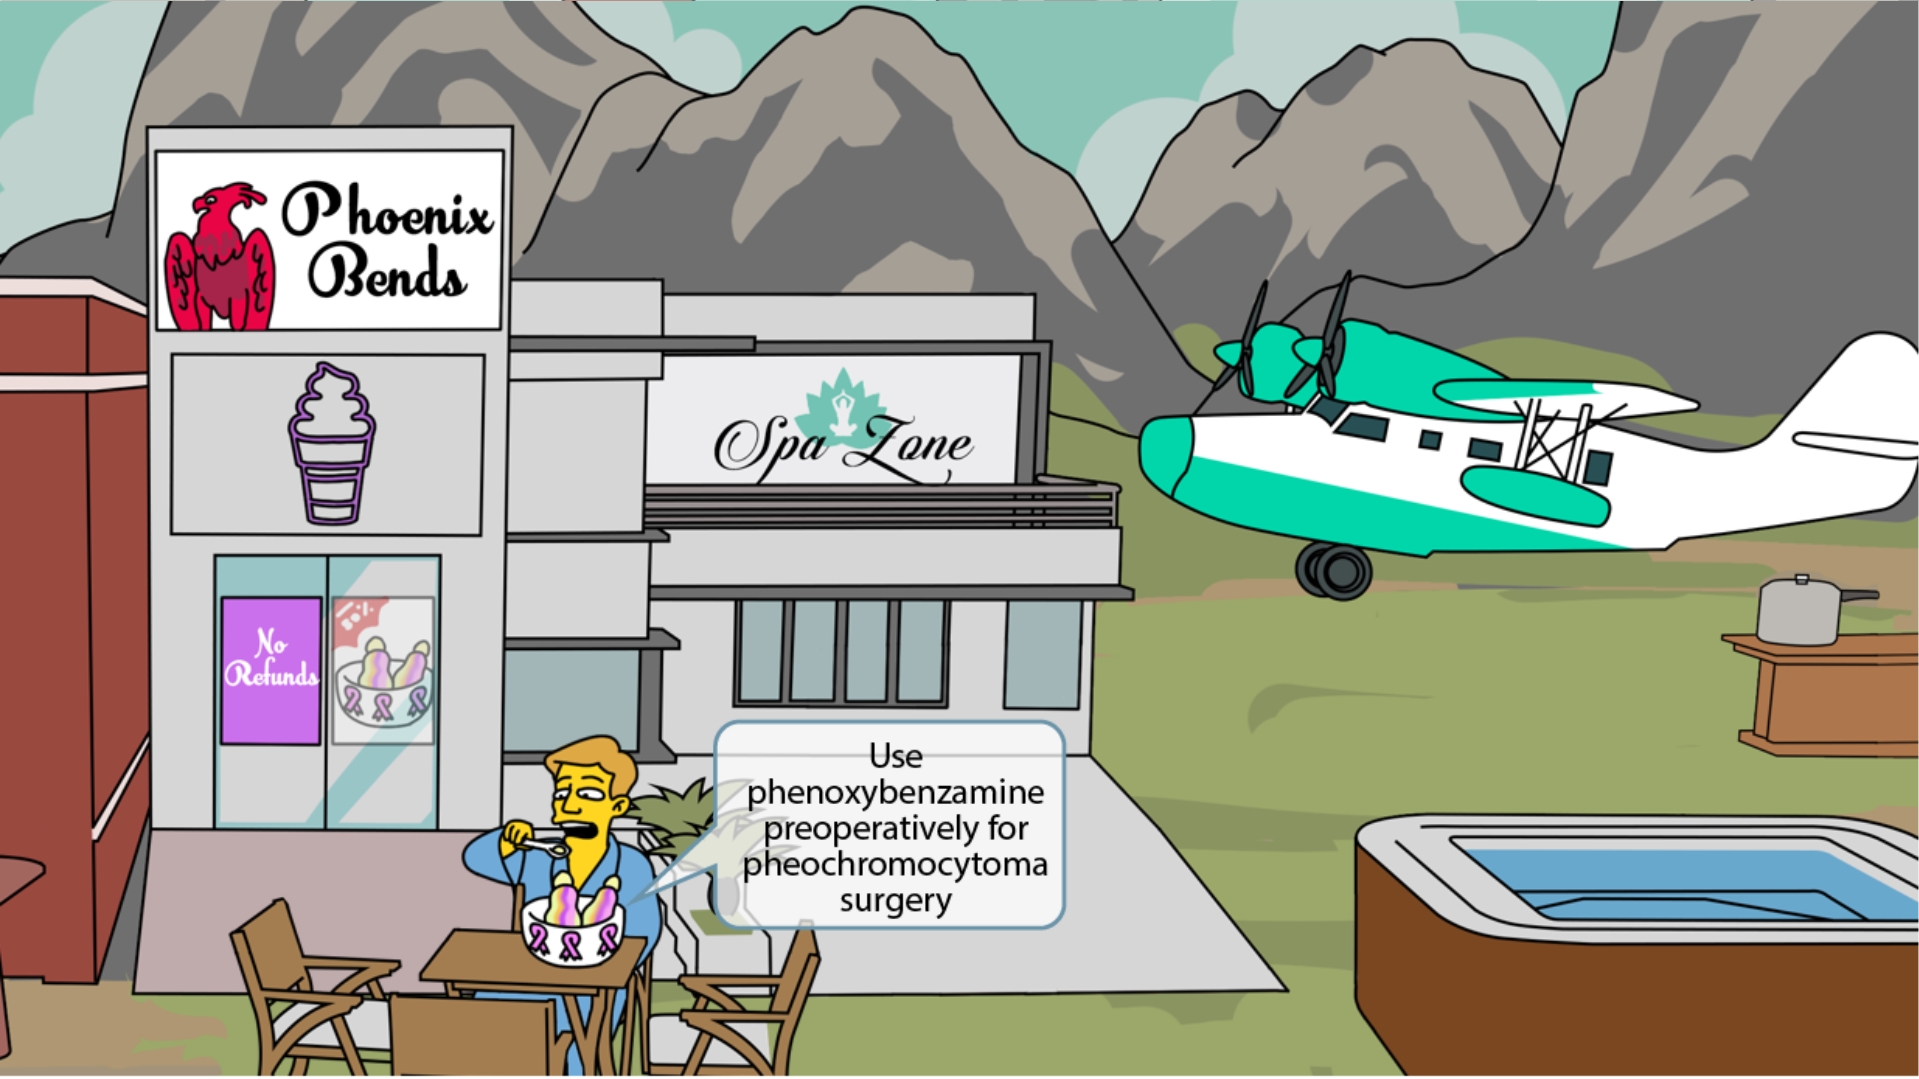 Phoenix
Bends
Spa Zone
No
Refunds
Use
phenoxybenzamine
preoperatively for
pheochromocytoma
surgery